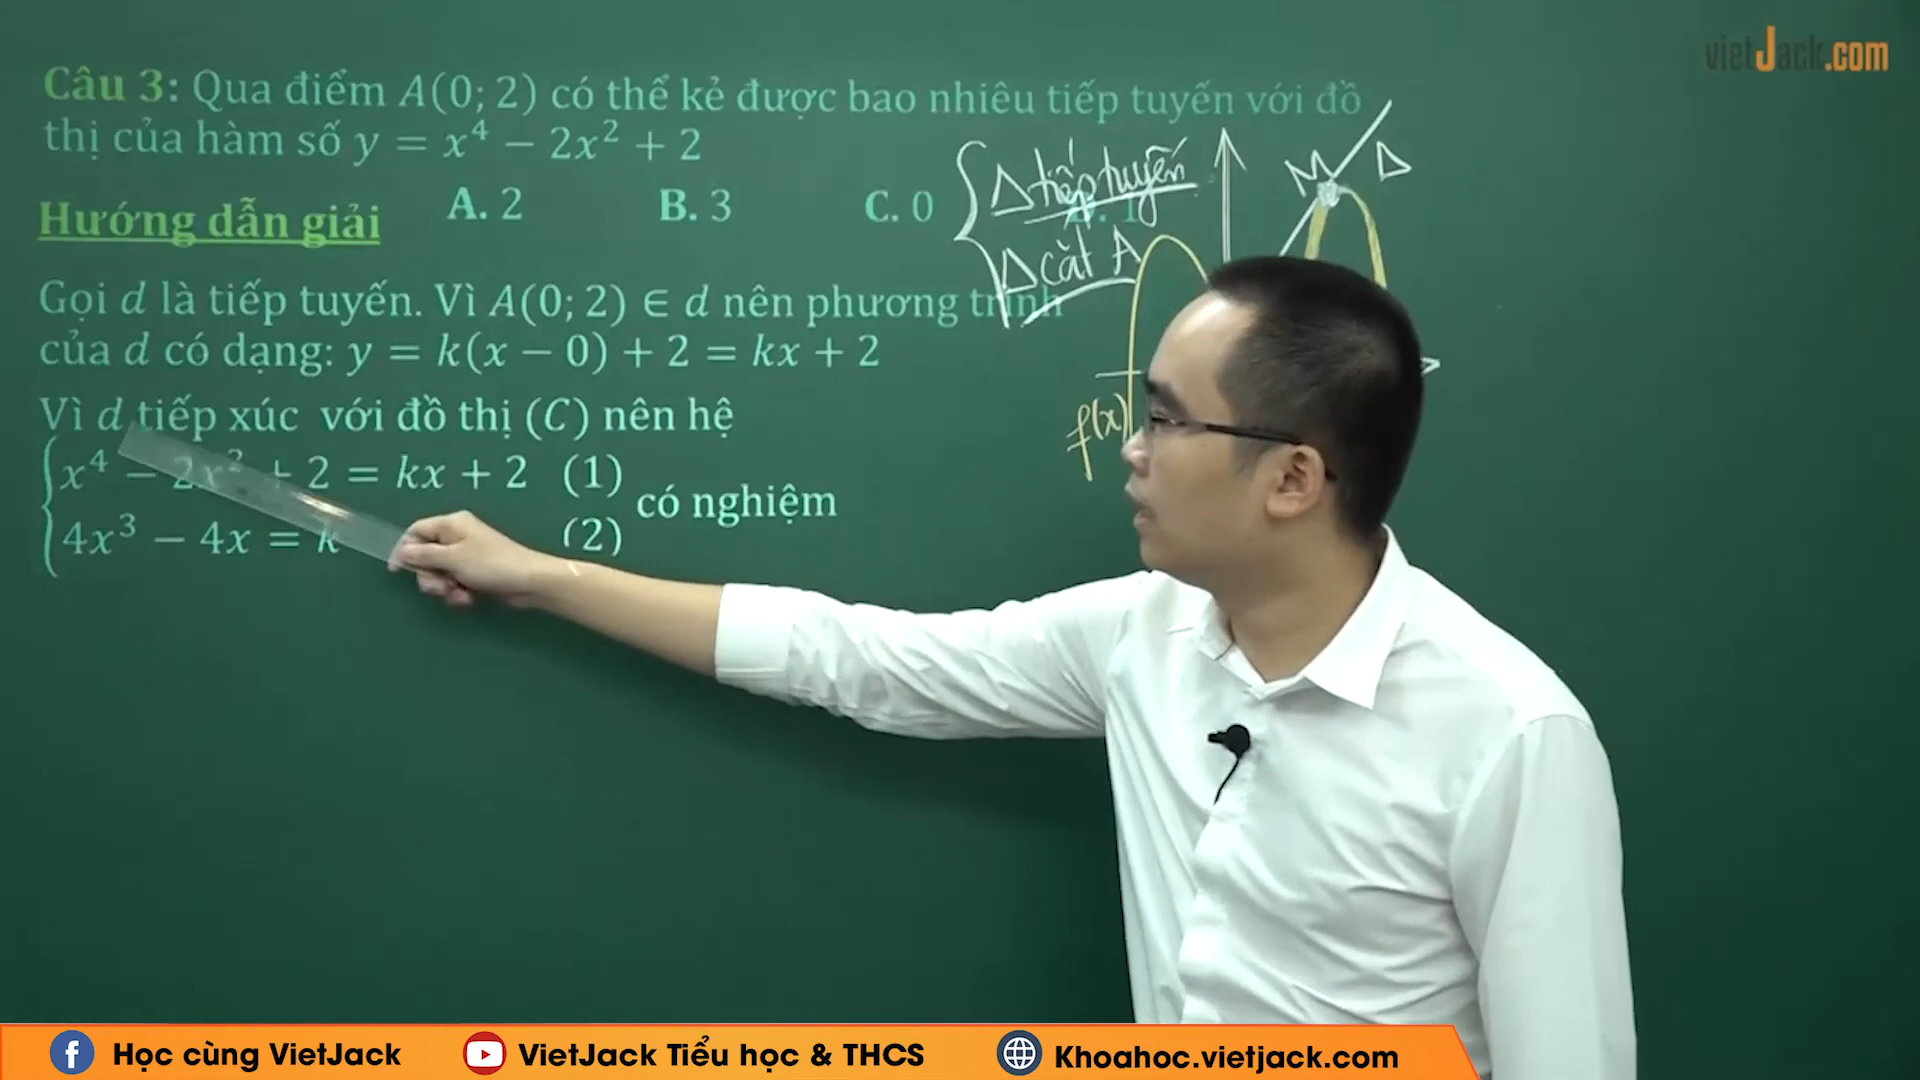 vietJack.com
Câu 3: Qua điểm A(0; 2) có thể kẻ được bao nhiêu tiếp tuyến với đồ
thị của hàm số y = x⁴ − 2x² + 2
A. 2 B. 3 C. 0 D. 1
Hướng dẫn giải
Gọi d là tiếp tuyến. Vì A(0; 2) ∈ d nên phương trình
của d có dạng: y = k(x − 0) + 2 = kx + 2
Vì d tiếp xúc với đồ thị (C) nên hệ
x⁴ − 2x² + 2 = kx + 2 (1)
4x³ − 4x = k (2)
có nghiệm
Δ tiếp tuyến
Δ cắt A
M Δ
f(x)
Học cùng VietJack
VietJack Tiểu học & THCS
Khoahoc.vietjack.com